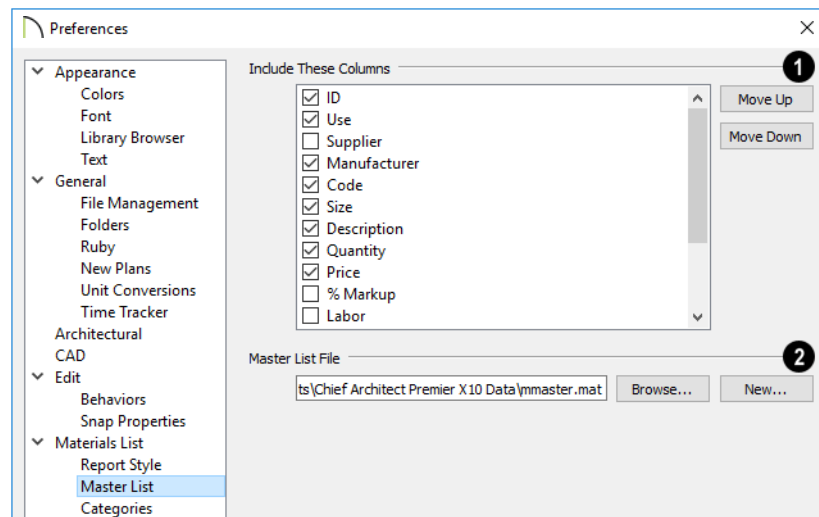 Preferences
Appearance
Colors
Font
Library Browser
Text
General
File Management
Folders
Ruby
New Plans
Unit Conversions
Time Tracker
Architectural
CAD
Edit
Behaviors
Snap Properties
Materials List
Report Style
Master List
Categories
Include These Columns
1
ID
Use
Supplier
Manufacturer
Code
Size
Description
Quantity
Price
% Markup
Labor
Move Up
Move Down
Master List File
2
ts\Chief Architect Premier X10 Data\mmaster.mat
Browse...
New...